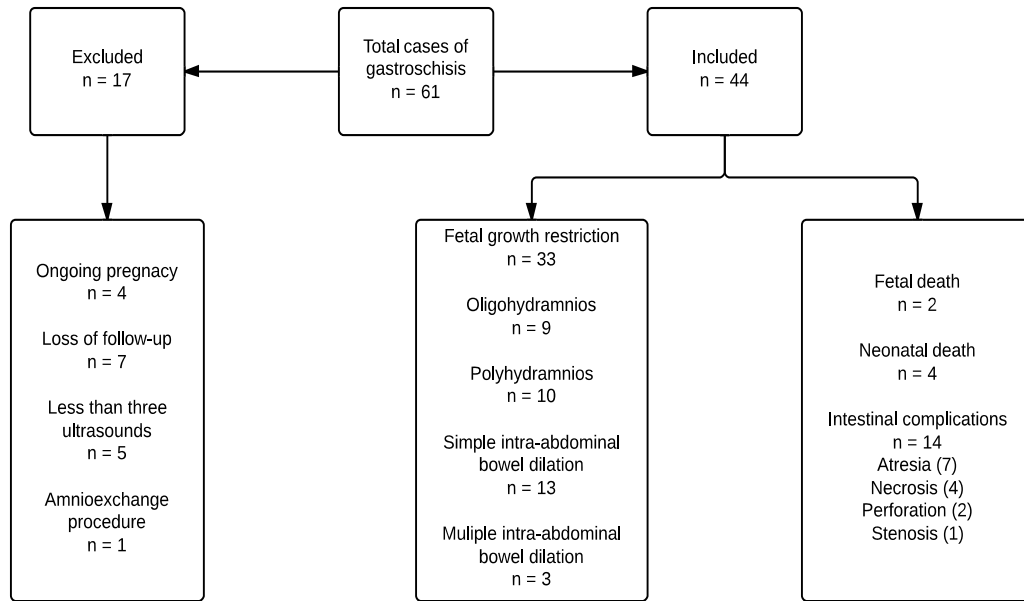 Excluded
n = 17
Total cases of
gastroschisis
n = 61
Included
n = 44
Ongoing pregnacy
n = 4
Loss of follow-up
n = 7
Less than three
ultrasounds
n = 5
Amnioexchange
procedure
n = 1
Fetal growth restriction
n = 33
Oligohydramnios
n = 9
Polyhydramnios
n = 10
Simple intra-abdominal
bowel dilation
n = 13
Muliple intra-abdominal
bowel dilation
n = 3
Fetal death
n = 2
Neonatal death
n = 4
Intestinal complications
n = 14
Atresia (7)
Necrosis (4)
Perforation (2)
Stenosis (1)